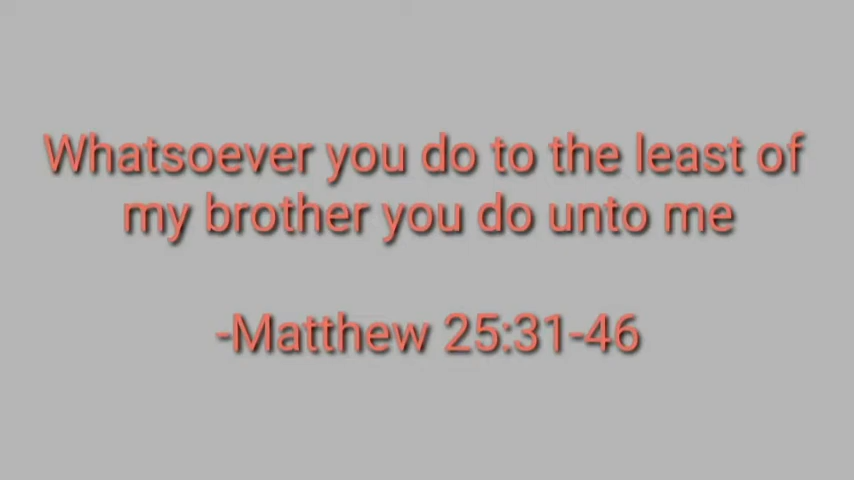 Whatsoever you do to the least of
my brother you do unto me
-Matthew 25:31-46